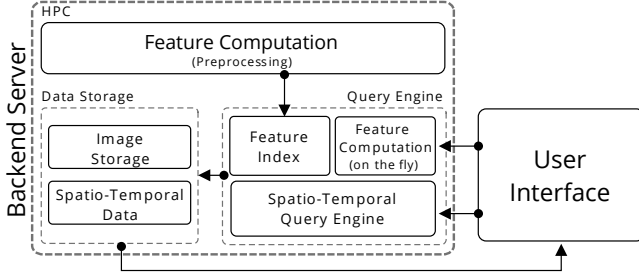 HPC
Feature Computation
(Preprocessing)
Backend Server
Data Storage
Query Engine
Image
Storage
Spatio-Temporal
Data
Feature
Index
Feature
Computation
(on the fly)
Spatio-Temporal
Query Engine
User
Interface